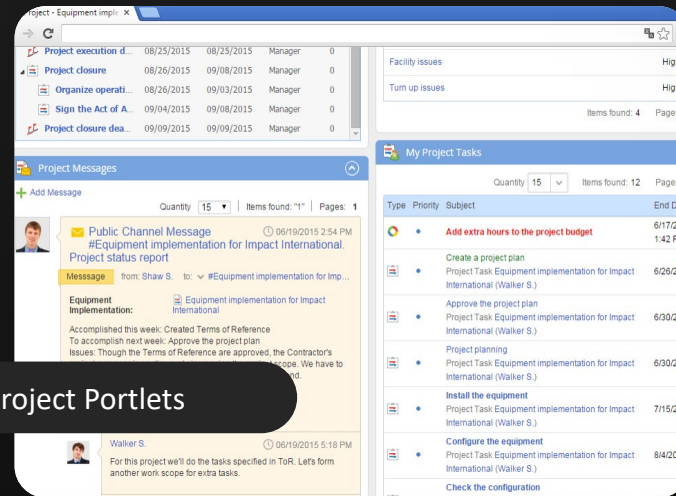 roject - Equipment imple ×
Project execution d... 08/25/2015 08/25/2015 Manager 0
Project closure 08/26/2015 09/08/2015 Manager 0
Organize operati... 08/26/2015 09/03/2015 Manager 0
Sign the Act of A... 09/04/2015 09/08/2015 Manager 0
Project closure dea... 09/09/2015 09/09/2015 Manager 0
Project Messages
Add Message
Quantity 15 Items found: "1" Pages: 1
Public Channel Message 06/19/2015 2:54 PM
#Equipment implementation for Impact International.
Project status report
Messsage from: Shaw S. to: #Equipment implementation for Imp...
Equipment Equipment implementation for Impact
Implementation: International
Accomplished this week: Created Terms of Reference
To accomplish next week: Approve the project plan
Issues: Though the Terms of Reference are approved, the Contractor's
scope. We have to
roject Portlets
Walker S. 06/19/2015 5:18 PM
For this project we'll do the tasks specified in ToR. Let's form
another work scope for extra tasks.
Facility issues Hig
Turn up issues Hig
Items found: 4 Page
My Project Tasks
Quantity 15 Items found: 12 Page
Type Priority Subject End D
Add extra hours to the project budget 6/17/2
1:42 P
Create a project plan
Project Task Equipment implementation for Impact 6/26/2
International (Walker S.)
Approve the project plan
Project Task Equipment implementation for Impact 6/30/2
International (Walker S.)
Project planning
Project Task Equipment implementation for Impact 6/30/2
International (Walker S.)
Install the equipment
Project Task Equipment implementation for Impact 7/15/2
International (Walker S.)
Configure the equipment
Project Task Equipment implementation for Impact 8/4/20
International (Walker S.)
Check the configuration